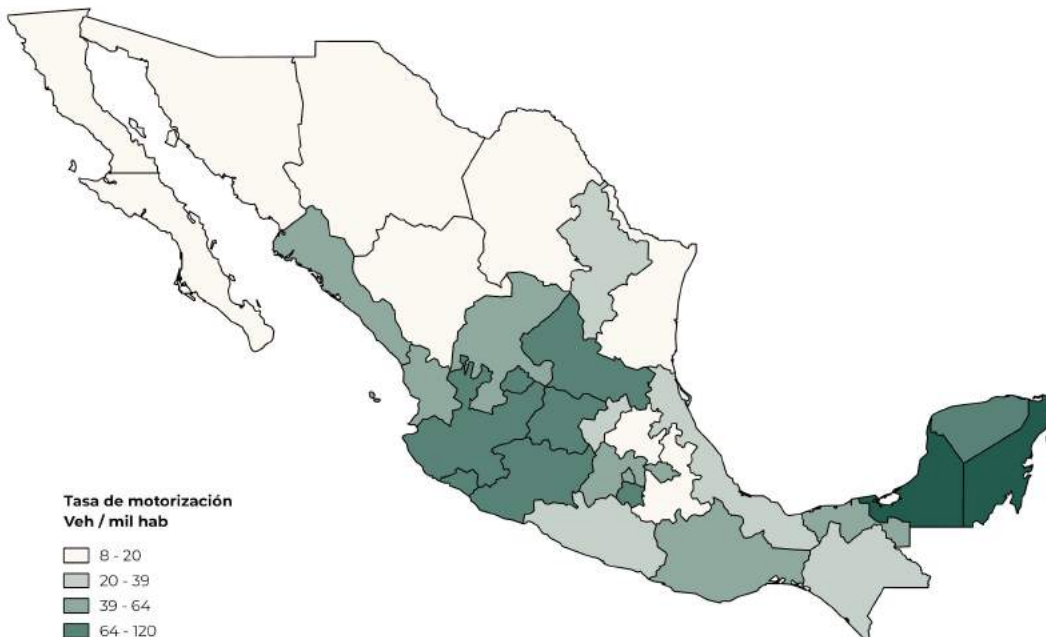 Tasa de motorización
Veh / mil hab
8 - 20
20 - 39
39 - 64
64 - 120